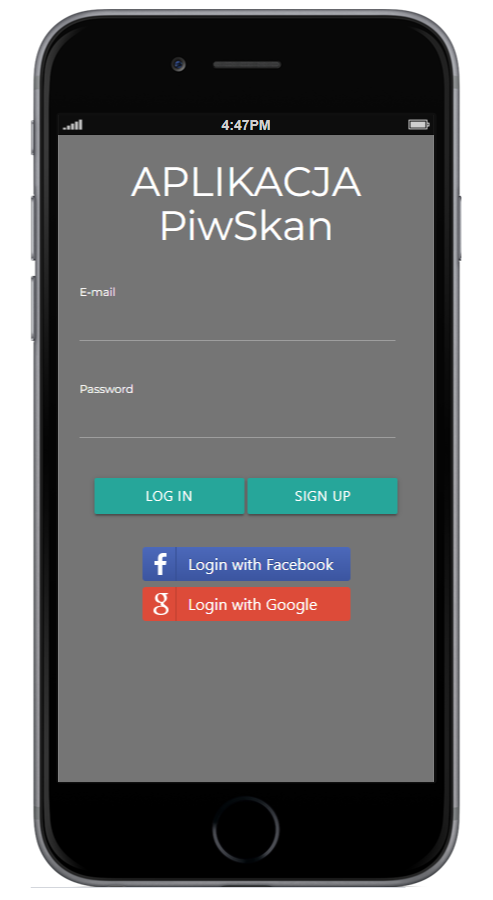 4:47PM
APLIKACJA
PiwSkan
E-mail
Password
LOG IN
SIGN UP
f Login with Facebook
g Login with Google